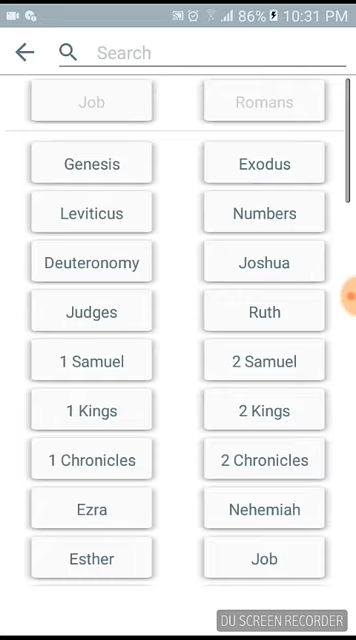 86% 10:31 PM
Search
Job Romans
Genesis Exodus
Leviticus Numbers
Deuteronomy Joshua
Judges Ruth
1 Samuel 2 Samuel
1 Kings 2 Kings
1 Chronicles 2 Chronicles
Ezra Nehemiah
Esther Job
DU SCREEN RECORDER